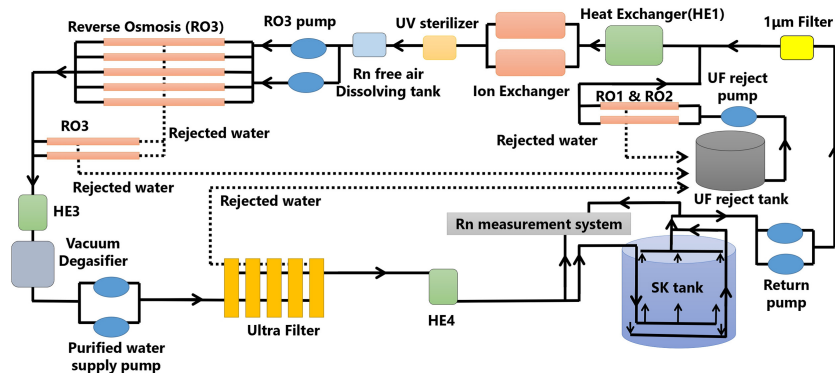 Reverse Osmosis (RO3)
RO3 pump
UV sterilizer
Heat Exchanger(HE1)
1μm Filter
Rn free air
Dissolving tank
Ion Exchanger
UF reject
pump
RO1 & RO2
RO3
Rejected water
Rejected water
Rejected water
Rejected water
UF reject tank
HE3
Vacuum
Degasifier
Rn measurement system
SK tank
Return
pump
HE4
Ultra Filter
Purified water
supply pump